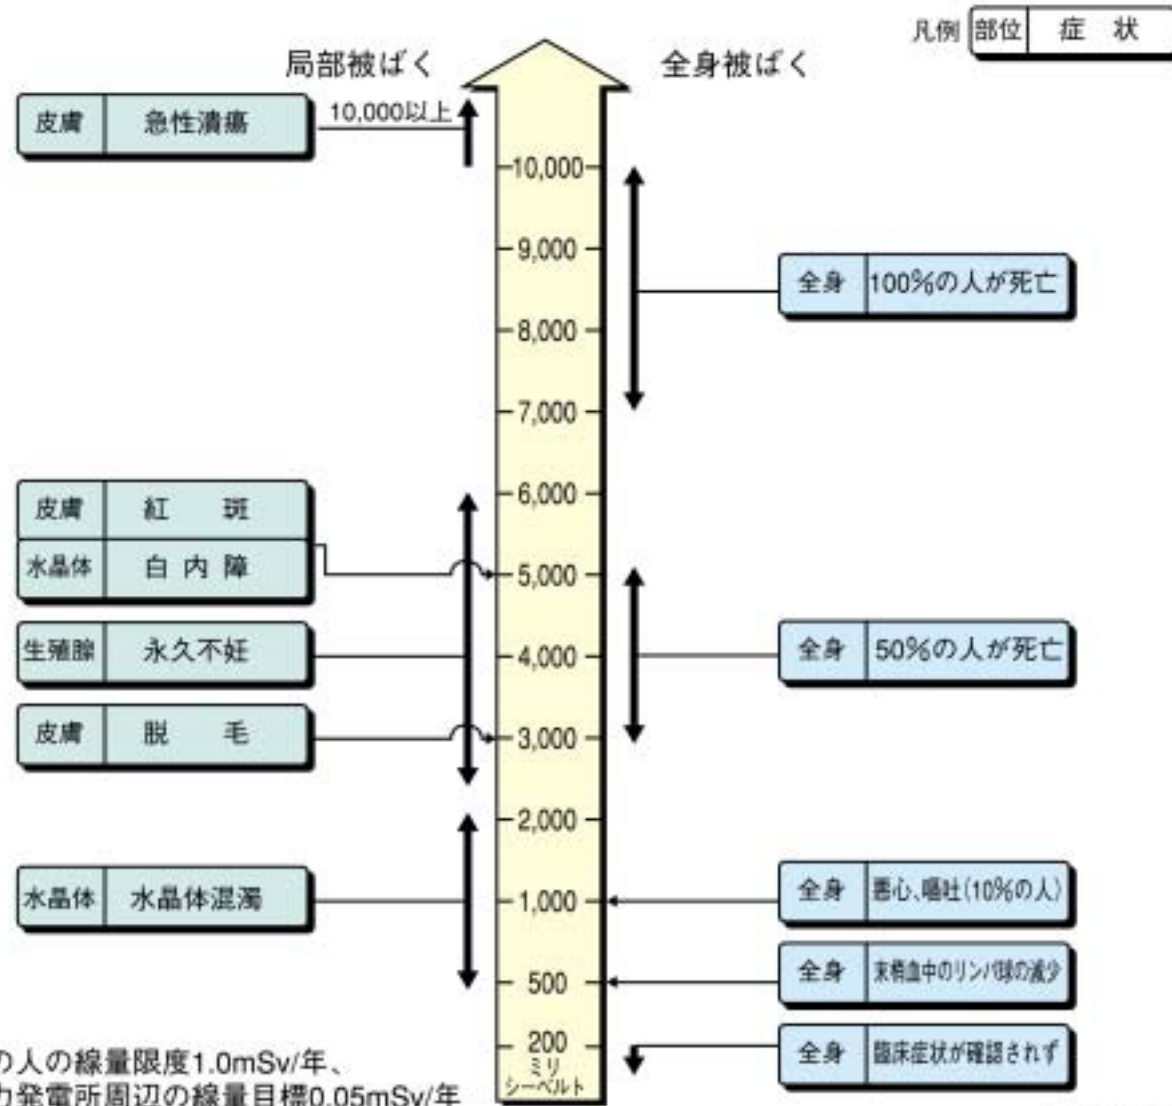 凡例 部位 症 状
局部被ばく
全身被ばく
皮膚 急性潰瘍
10,000以上
10,000
9,000
全身 100%の人が死亡
8,000
7,000
6,000
皮膚 紅 斑
水晶体 白 内 障
5,000
生殖腺 永久不妊
4,000
全身 50%の人が死亡
皮膚 脱 毛
3,000
2,000
水晶体 水晶体混濁
1,000
全身 悪心、嘔吐(10%の人)
500
全身 末梢血中のリンパ球の減少
200
ミリ
シーベルト
全身 臨床症状が確認されず
の人の線量限度1.0mSv/年、
力発電所周辺の線量目標0.05mSv/年